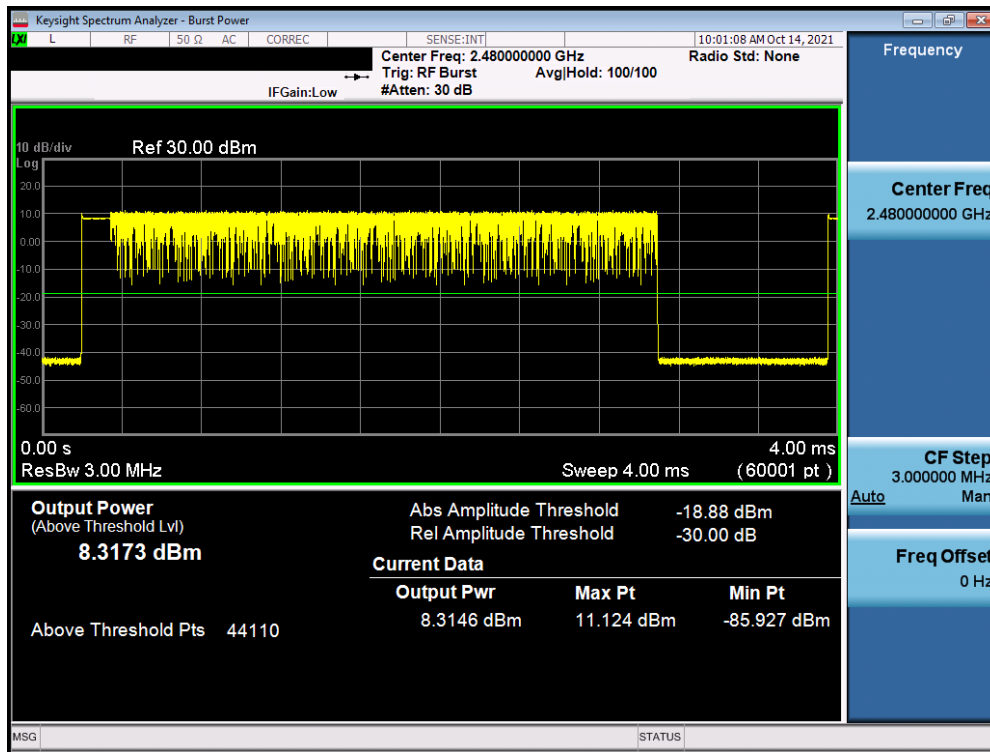 Keysight Spectrum Analyzer - Burst Power
LXI L RF 50 Ω AC CORREC SENSE:INT 10:01:08 AM Oct 14, 2021
Center Freq: 2.480000000 GHz Radio Std: None
Trig: RF Burst Avg|Hold: 100/100
IFGain:Low #Atten: 30 dB
Frequency
10 dB/div Ref 30.00 dBm
Log
20.0
10.0
0.00
-10.0
-20.0
-30.0
-40.0
-50.0
-60.0
0.00 s 4.00 ms
ResBw 3.00 MHz Sweep 4.00 ms (60001 pt)
Center Freq
2.480000000 GHz
CF Step
3.000000 MHz
Auto Man
Freq Offset
0 Hz
Output Power
(Above Threshold Lvl)
8.3173 dBm
Above Threshold Pts 44110
Abs Amplitude Threshold -18.88 dBm
Rel Amplitude Threshold -30.00 dB
Current Data
Output Pwr Max Pt Min Pt
8.3146 dBm 11.124 dBm -85.927 dBm
MSG STATUS